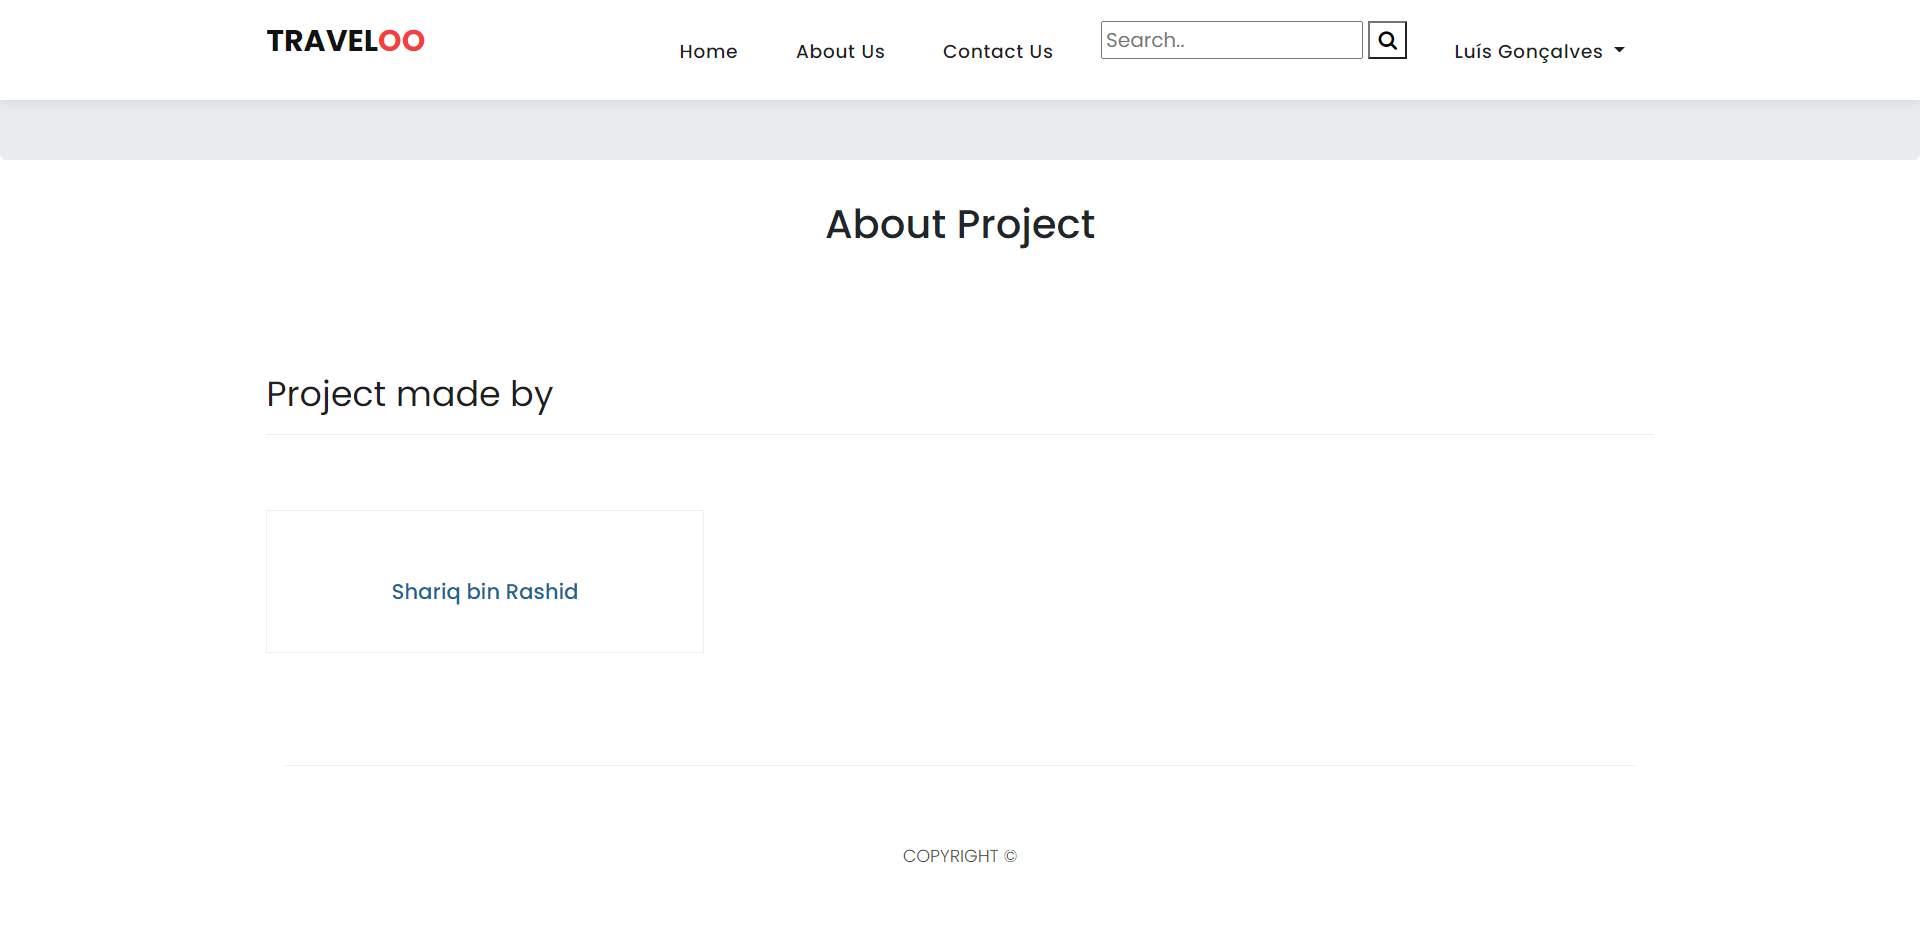 TRAVELOO
Home
About Us
Contact Us
Search..
Luís Gonçalves
About Project
Project made by
Shariq bin Rashid
COPYRIGHT ©